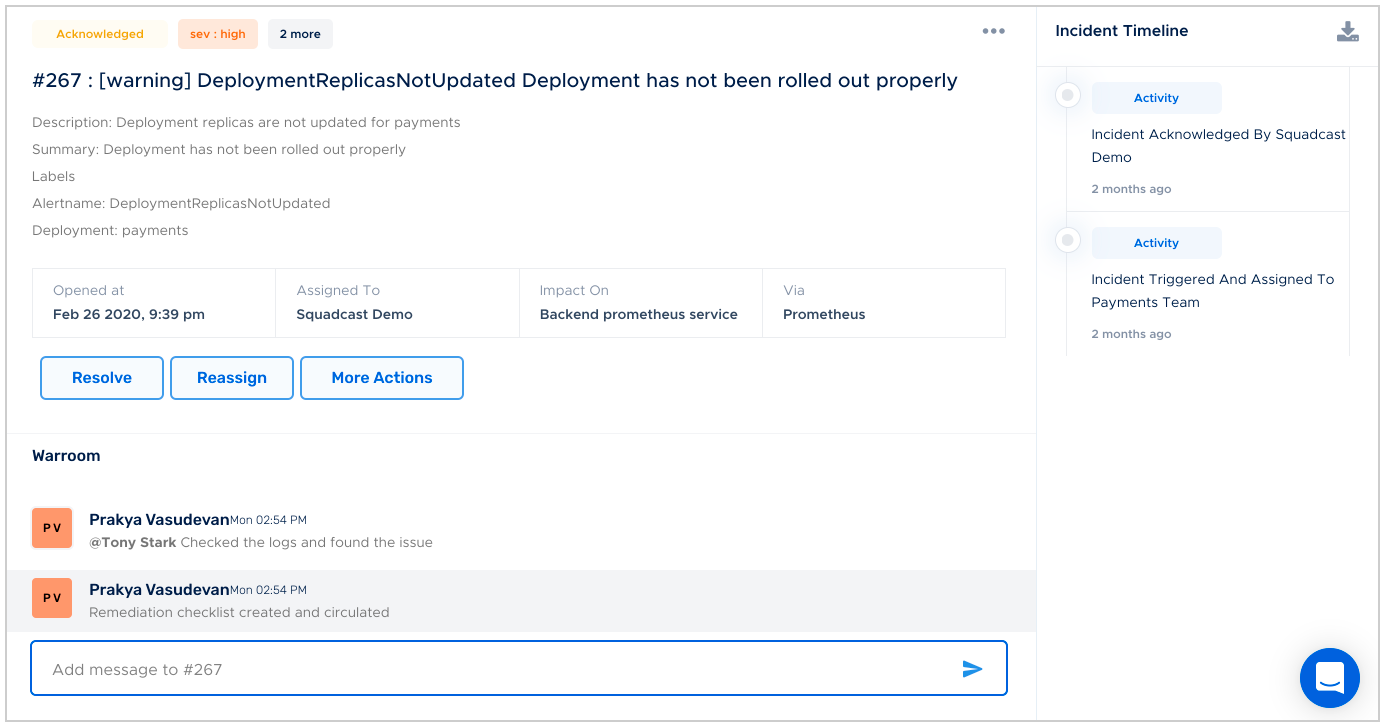 Acknowledged
sev : high
2 more
#267 : [warning] DeploymentReplicasNotUpdated Deployment has not been rolled out properly
Description: Deployment replicas are not updated for payments
Summary: Deployment has not been rolled out properly
Labels
Alertname: DeploymentReplicasNotUpdated
Deployment: payments
Opened at
Feb 26 2020, 9:39 pm
Assigned To
Squadcast Demo
Impact On
Backend prometheus service
Via
Prometheus
Resolve
Reassign
More Actions
Warroom
PV
Prakya Vasudevan Mon 02:54 PM
@Tony Stark Checked the logs and found the issue
PV
Prakya Vasudevan Mon 02:54 PM
Remediation checklist created and circulated
Add message to #267
Incident Timeline
Activity
Incident Acknowledged By Squadcast
Demo
2 months ago
Activity
Incident Triggered And Assigned To
Payments Team
2 months ago